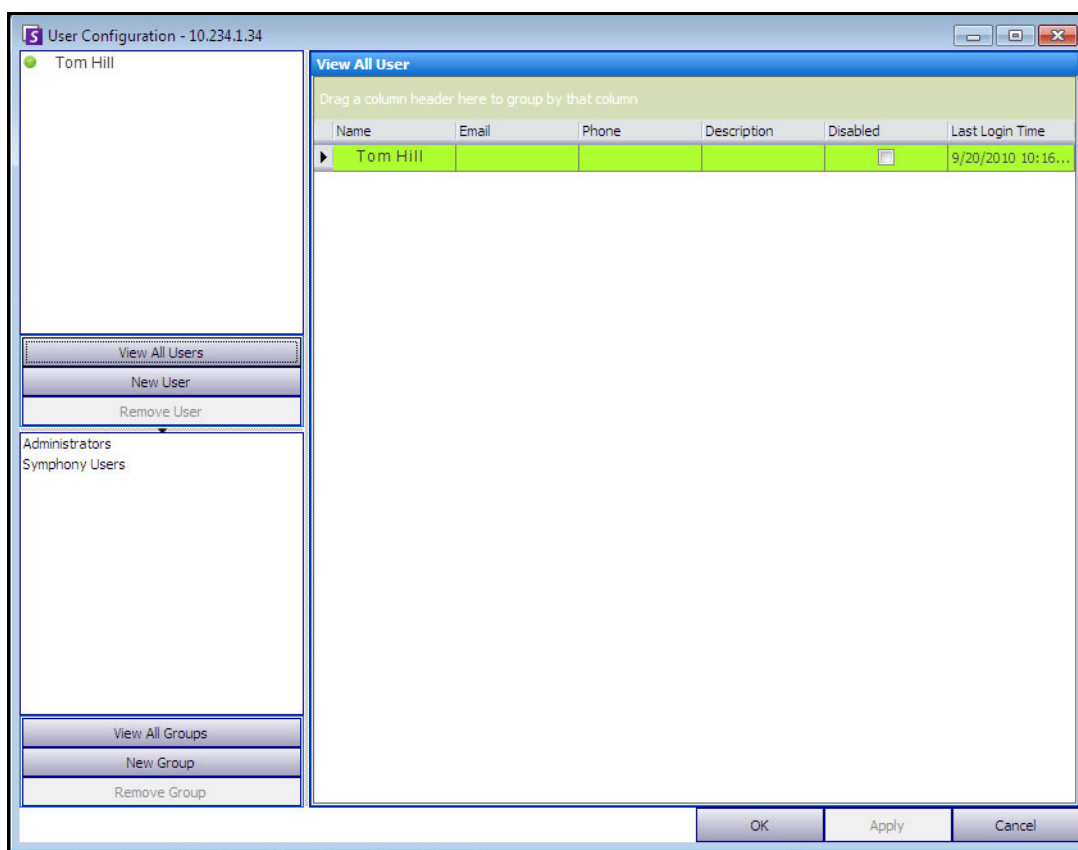 User Configuration - 10.234.1.34
Tom Hill
View All Users
New User
Remove User
Administrators
Symphony Users
View All Groups
New Group
Remove Group
View All User
Drag a column header here to group by that column
Name Email Phone Description Disabled Last Login Time
Tom Hill 9/20/2010 10:16...
OK Apply Cancel